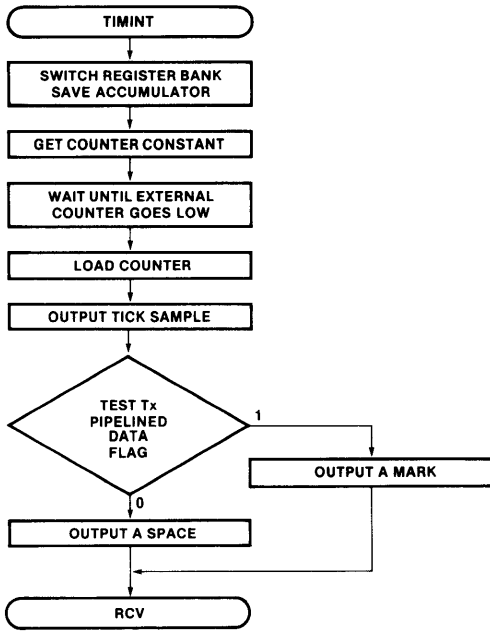 TIMINT
SWITCH REGISTER BANK
SAVE ACCUMULATOR
GET COUNTER CONSTANT
WAIT UNTIL EXTERNAL
COUNTER GOES LOW
LOAD COUNTER
OUTPUT TICK SAMPLE
TEST Tx
PIPELINED
DATA
FLAG
1
OUTPUT A MARK
0
OUTPUT A SPACE
RCV